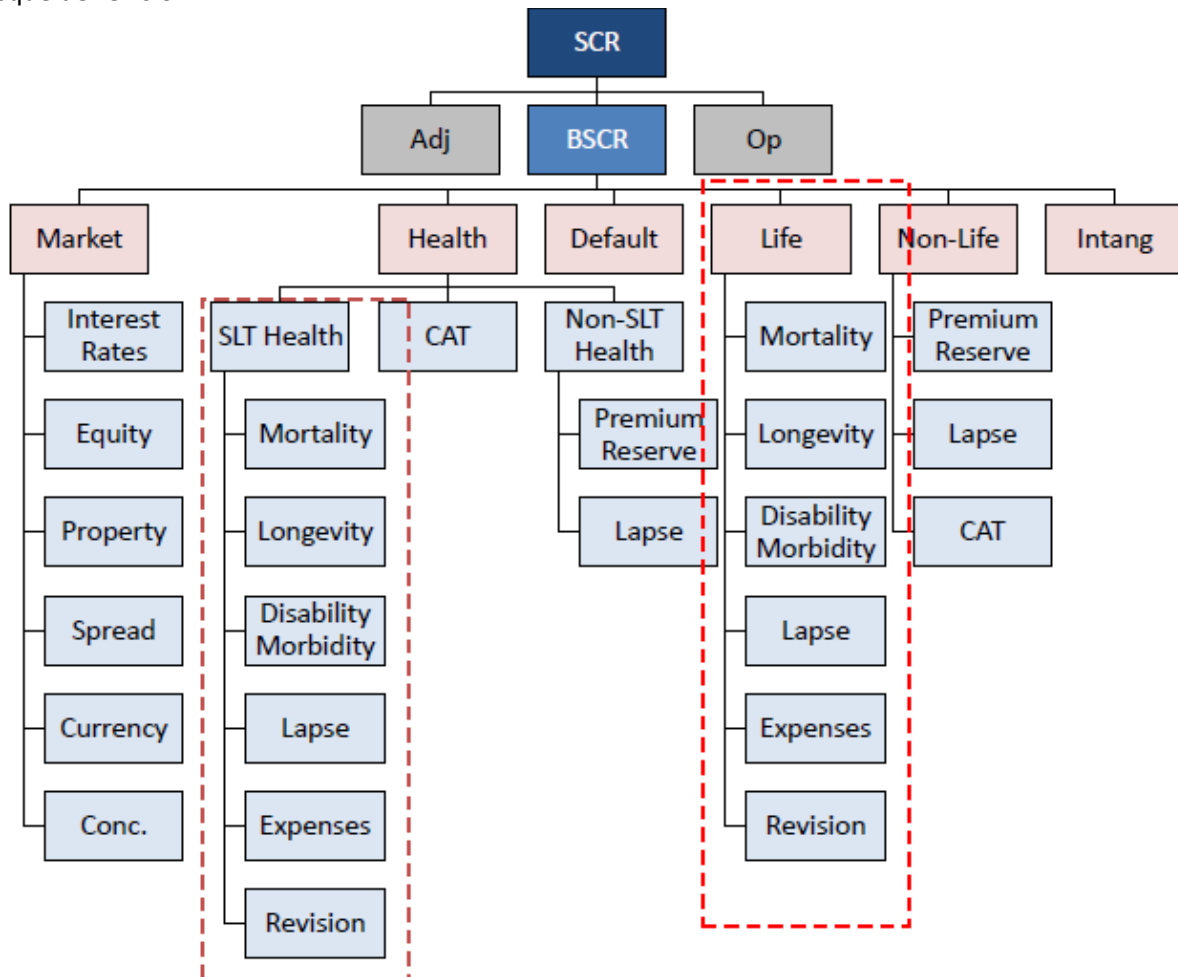 SCR
Adj
BSCR
Op
Market
Health
Default
Life
Non-Life
Intang
Interest
Rates
SLT Health
CAT
Non-SLT
Health
Mortality
Premium
Reserve
Equity
Mortality
Premium
Reserve
Longevity
Lapse
Property
Longevity
Lapse
Disability
Morbidity
CAT
Spread
Disability
Morbidity
Lapse
Currency
Lapse
Expenses
Conc.
Expenses
Revision
Revision